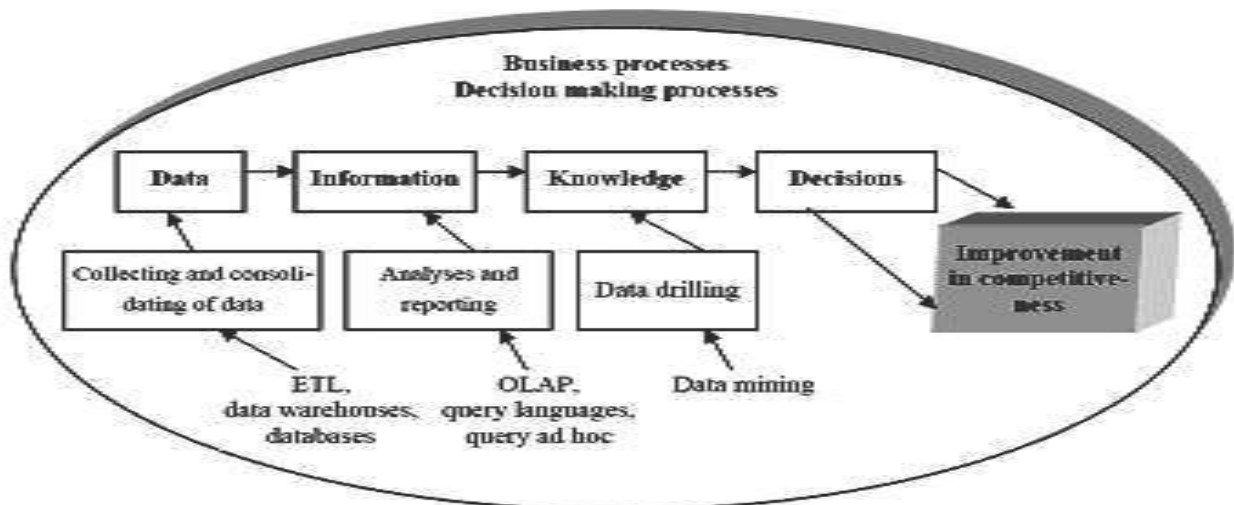 Business processes
Decision making processes
Data
Information
Knowledge
Decisions
Improvement
in competitive-
ness
Collecting and consoli-
dating of data
Analyses and
reporting
Data drilling
ETL,
data warehouses,
databases
OLAP,
query languages,
query ad hoc
Data mining